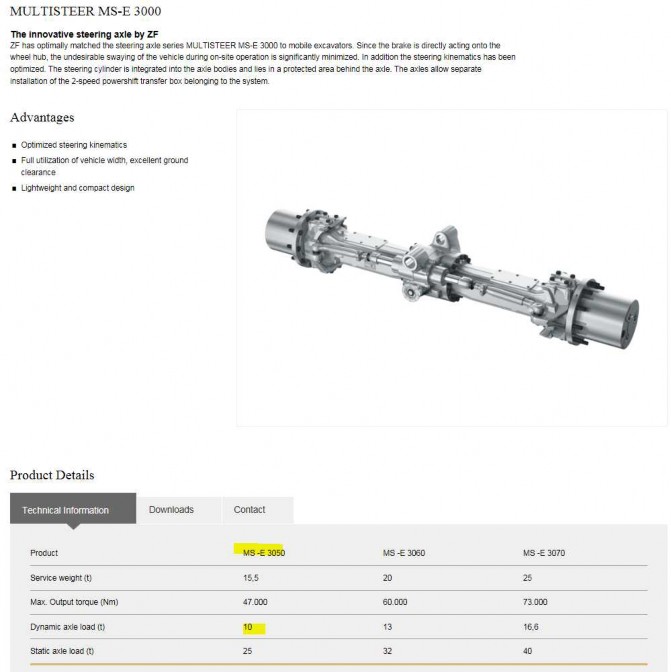 MULTISTEER MS-E 3000
The innovative steering axle by ZF
ZF has optimally matched the steering axle series MULTISTEER MS-E 3000 to mobile excavators. Since the brake is directly acting onto the
wheel hub, the undesirable swaying of the vehicle during on-site operation is significantly minimized. In addition the steering kinematics has been
optimized. The steering cylinder is integrated into the axle bodies and lies in a protected area behind the axle. The axles allow separate
installation of the 2-speed powershift transfer box belonging to the system.
Advantages
Optimized steering kinematics
Full utilization of vehicle width, excellent ground
clearance
Lightweight and compact design
Product Details
Technical Information Downloads Contact
Product MS -E 3050 MS -E 3060 MS -E 3070
Service weight (t) 15,5 20 25
Max. Output torque (Nm) 47.000 60.000 73.000
Dynamic axle load (t) 10 13 16,6
Static axle load (t) 25 32 40